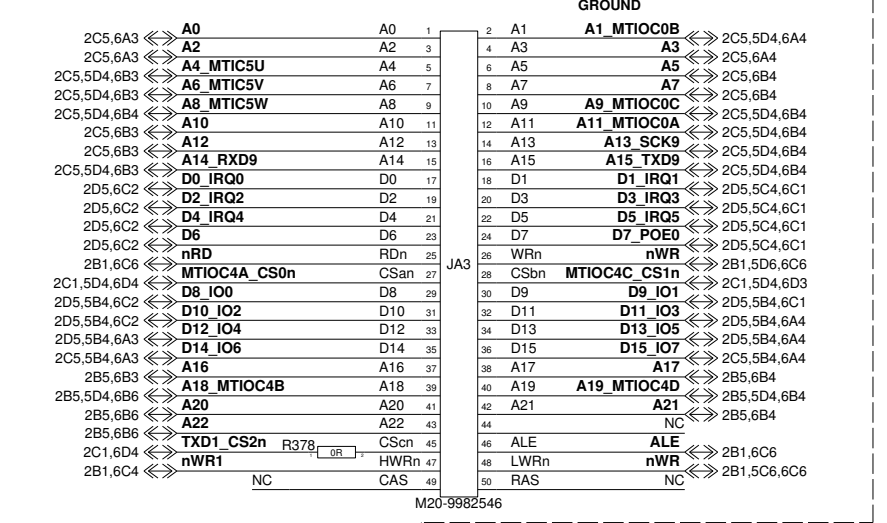 GROUND
2C5,6A3 A0 A0 1 2 A1 A1_MTIOC0B 2C5,5D4,6A4
2C5,6A3 A2 A2 3 4 A3 A3 2C5,6A4
2C5,5D4,6B3 A4_MTIC5U A4 5 6 A5 A5 2C5,6B4
2C5,5D4,6B3 A6_MTIC5V A6 7 8 A7 A7 2C5,6B4
2C5,5D4,6B4 A8_MTIC5W A8 9 10 A9 A9_MTIOC0C 2C5,5D4,6B4
2C5,6B3 A10 A10 11 12 A11 A11_MTIOC0A 2C5,5D4,6B4
2C5,6B3 A12 A12 13 14 A13 A13_SCK9 2C5,5D4,6B4
2C5,5D4,6B3 A14_RXD9 A14 15 16 A15 A15_TXD9 2C5,5D4,6B4
2D5,6C2 D0_IRQ0 D0 17 18 D1 D1_IRQ1 2D5,5C4,6C1
2D5,6C2 D2_IRQ2 D2 19 20 D3 D3_IRQ3 2D5,5C4,6C1
2D5,6C2 D4_IRQ4 D4 21 22 D5 D5_IRQ5 2D5,5C4,6C1
2D5,6C2 D6 D6 23 24 D7 D7_POE0 2D5,5C4,6C1
2B1,6C6 nRD RDn 25 JA3 26 WRn nWR 2B1,5D6,6C6
2C1,5D4,6D4 MTIOC4A_CS0n CSan 27 28 CSbn MTIOC4C_CS1n 2C1,5D4,6D3
2D5,5B4,6C2 D8_IO0 D8 29 30 D9 D9_IO1 2D5,5B4,6C1
2D5,5B4,6C2 D10_IO2 D10 31 32 D11 D11_IO3 2D5,5B4,6A4
2D5,5B4,6A3 D12_IO4 D12 33 34 D13 D13_IO5 2D5,5B4,6A4
2C5,5B4,6A3 D14_IO6 D14 35 36 D15 D15_IO7 2C5,5B4,6A4
2B5,6B3 A16 A16 37 38 A17 A17 2B5,6B4
2B5,5D4,6B6 A18_MTIOC4B A18 39 40 A19 A19_MTIOC4D 2B5,5D4,6B4
2B5,6B6 A20 A20 41 42 A21 A21 2B5,6B4
2B5,6B6 A22 A22 43 44 NC
2C1,6D4 TXD1_CS2n R378 1 0R 2 CScn 45 46 ALE ALE 2B1,6C6
2B1,6C4 nWR1 HWRn 47 48 LWRn nWR 2B1,5C6,6C6
NC CAS 49 50 RAS NC
M20-9982546